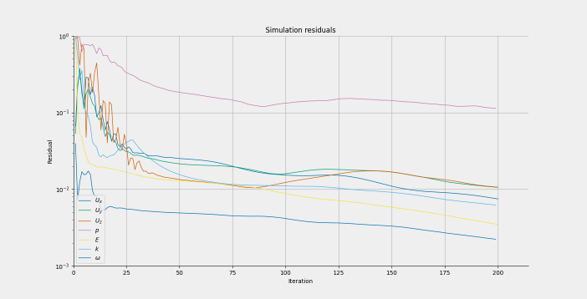 Simulation residuals
10⁰
10⁻¹
10⁻²
10⁻³
Residual
Uₓ
Uᵧ
U_z
p
E
k
ω
0 25 50 75 100 125 150 175 200
Iteration